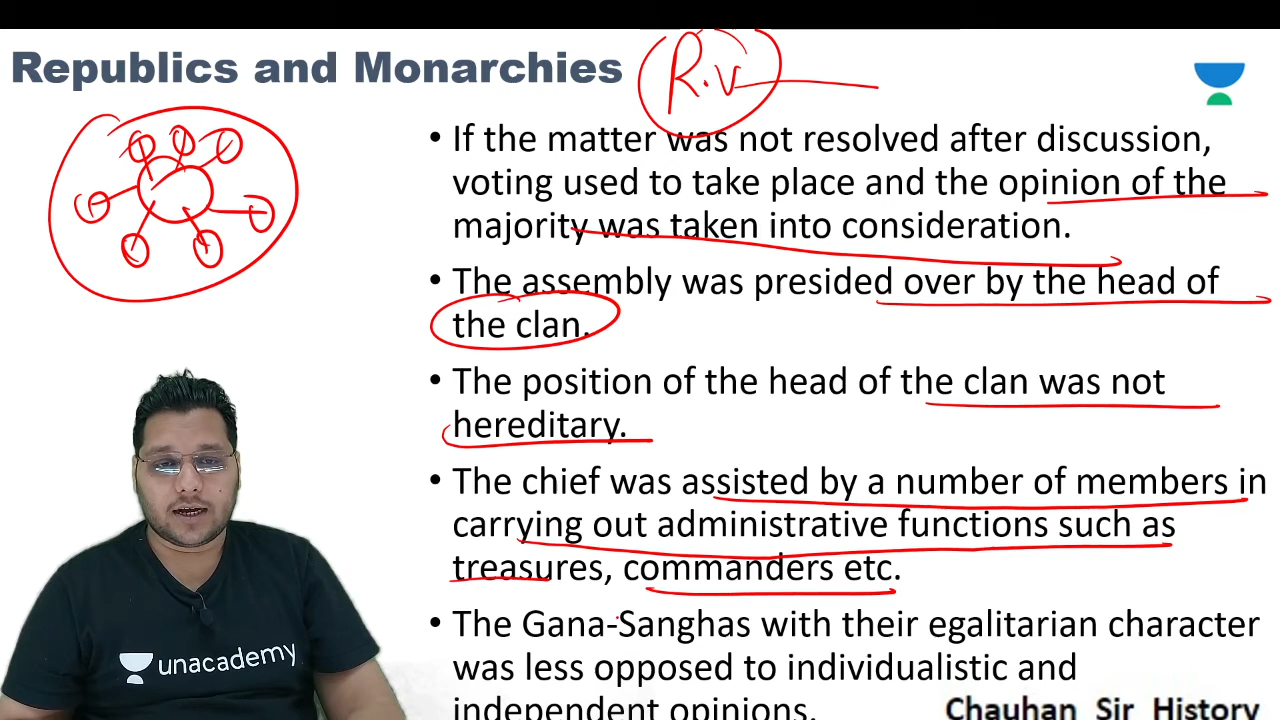 Republics and Monarchies
R.V
• If the matter was not resolved after discussion,
voting used to take place and the opinion of the
majority was taken into consideration.
• The assembly was presided over by the head of
the clan.
• The position of the head of the clan was not
hereditary.
• The chief was assisted by a number of members in
carrying out administrative functions such as
treasures, commanders etc.
• The Gana-Sanghas with their egalitarian character
was less opposed to individualistic and
independent opinions.
unacademy
Chauhan Sir History